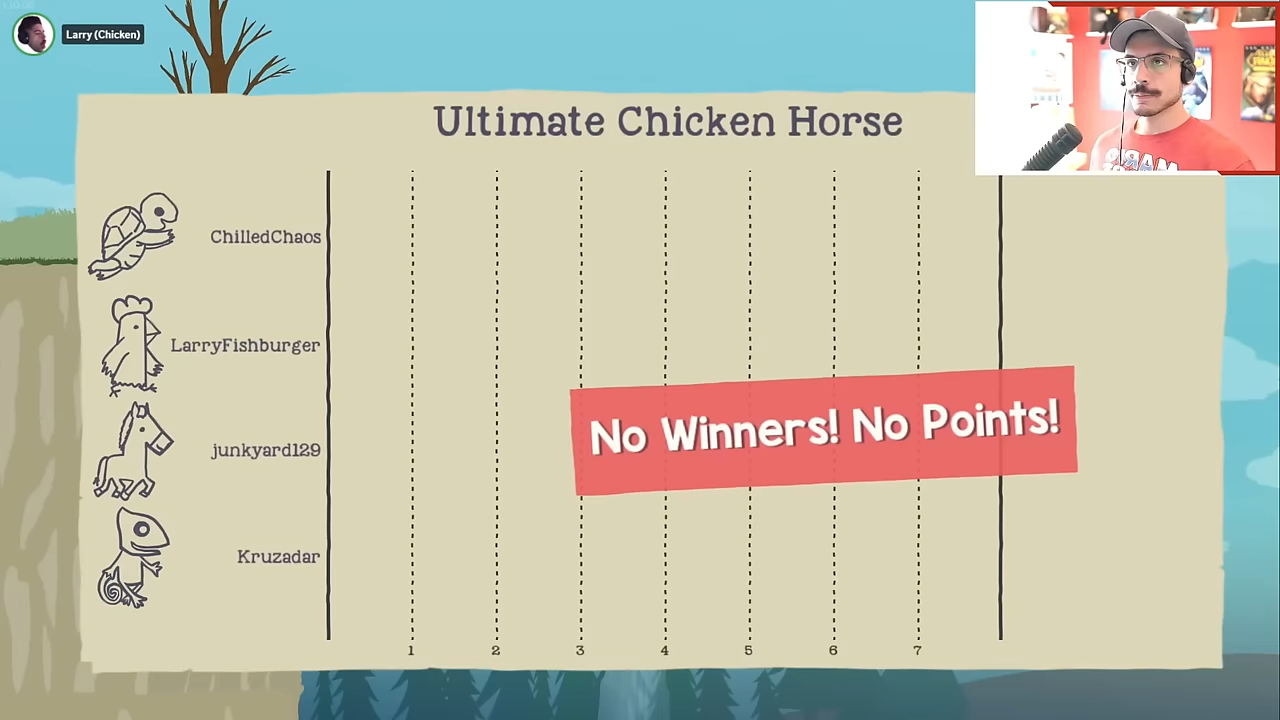 Larry (Chicken)
Ultimate Chicken Horse
ChilledChaos
LarryFishburger
junkyard129
Kruzadar
No Winners! No Points!
1 2 3 4 5 6 7